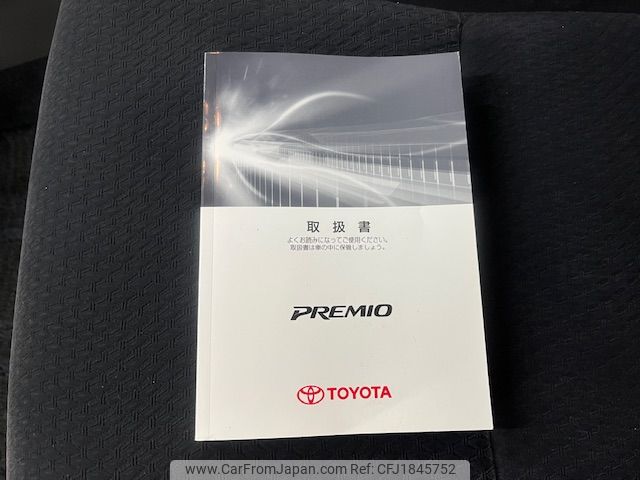 取扱書
よくお読みになってご使用ください。
取扱書は車の中に保管しましょう。
PREMIO
TOYOTA
www.CarFromJapan.com Ref.ID:CFJ1845752